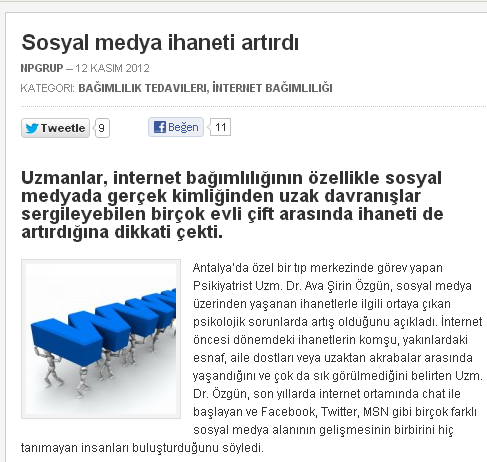 Sosyal medya ihaneti artırdı
NPGRUP – 12 KASIM 2012
KATEGORI: BAĞIMLILIK TEDAVILERI, İNTERNET BAĞIMLILIĞI
Tweetle 9 Beğen 11
Uzmanlar, internet bağımlılığının özellikle sosyal
medyada gerçek kimliğinden uzak davranışlar
sergileyebilen birçok evli çift arasında ihaneti de
artırdığına dikkati çekti.
WWW
Antalya'da özel bir tıp merkezinde görev yapan
Psikiyatrist Uzm. Dr. Ava Şirin Özgün, sosyal medya
üzerinden yaşanan ihanetlerle ilgili ortaya çıkan
psikolojik sorunlarda artış olduğunu açıkladı. İnternet
öncesi dönemdeki ihanetlerin komşu, yakınlardaki
esnaf, aile dostları veya uzaktan akrabalar arasında
yaşandığını ve çok da sık görülmediğini belirten Uzm.
Dr. Özgün, son yıllarda internet ortamında chat ile
başlayan ve Facebook, Twitter, MSN gibi birçok farklı
sosyal medya alanının gelişmesinin birbirini hiç
tanımayan insanları buluşturduğunu söyledi.